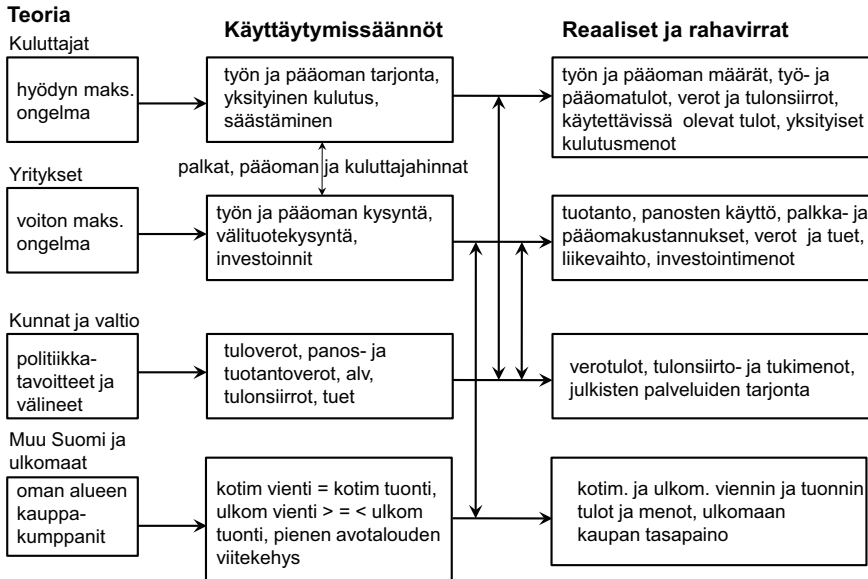 Teoria
Käyttäytymissäännöt
Reaaliset ja rahavirrat
Kuluttajat
hyödyn maks.
ongelma
työn ja pääoman tarjonta,
yksityinen kulutus,
säästäminen
työn ja pääoman määrät, työ- ja
pääomatulot, verot ja tulonsiirrot,
käytettävissä olevat tulot, yksityiset
kulutusmenot
palkat, pääoman ja kuluttajahinnat
Yritykset
voiton maks.
ongelma
työn ja pääoman kysyntä,
välituotekysyntä,
investoinnit
tuotanto, panosten käyttö, palkka- ja
pääomakustannukset, verot ja tuet,
liikevaihto, investointimenot
Kunnat ja valtio
politiikka-
tavoitteet ja
välineet
tuloverot, panos- ja
tuotantoverot, alv,
tulonsiirrot, tuet
verotulot, tulonsiirto- ja tukimenot,
julkisten palveluiden tarjonta
Muu Suomi ja
ulkomaat
oman alueen
kauppa-
kumppanit
kotim vienti = kotim tuonti,
ulkom vienti > = < ulkom
tuonti, pienen avotalouden
viitekehys
kotim. ja ulkom. viennin ja tuonnin
tulot ja menot, ulkomaan
kaupan tasapaino